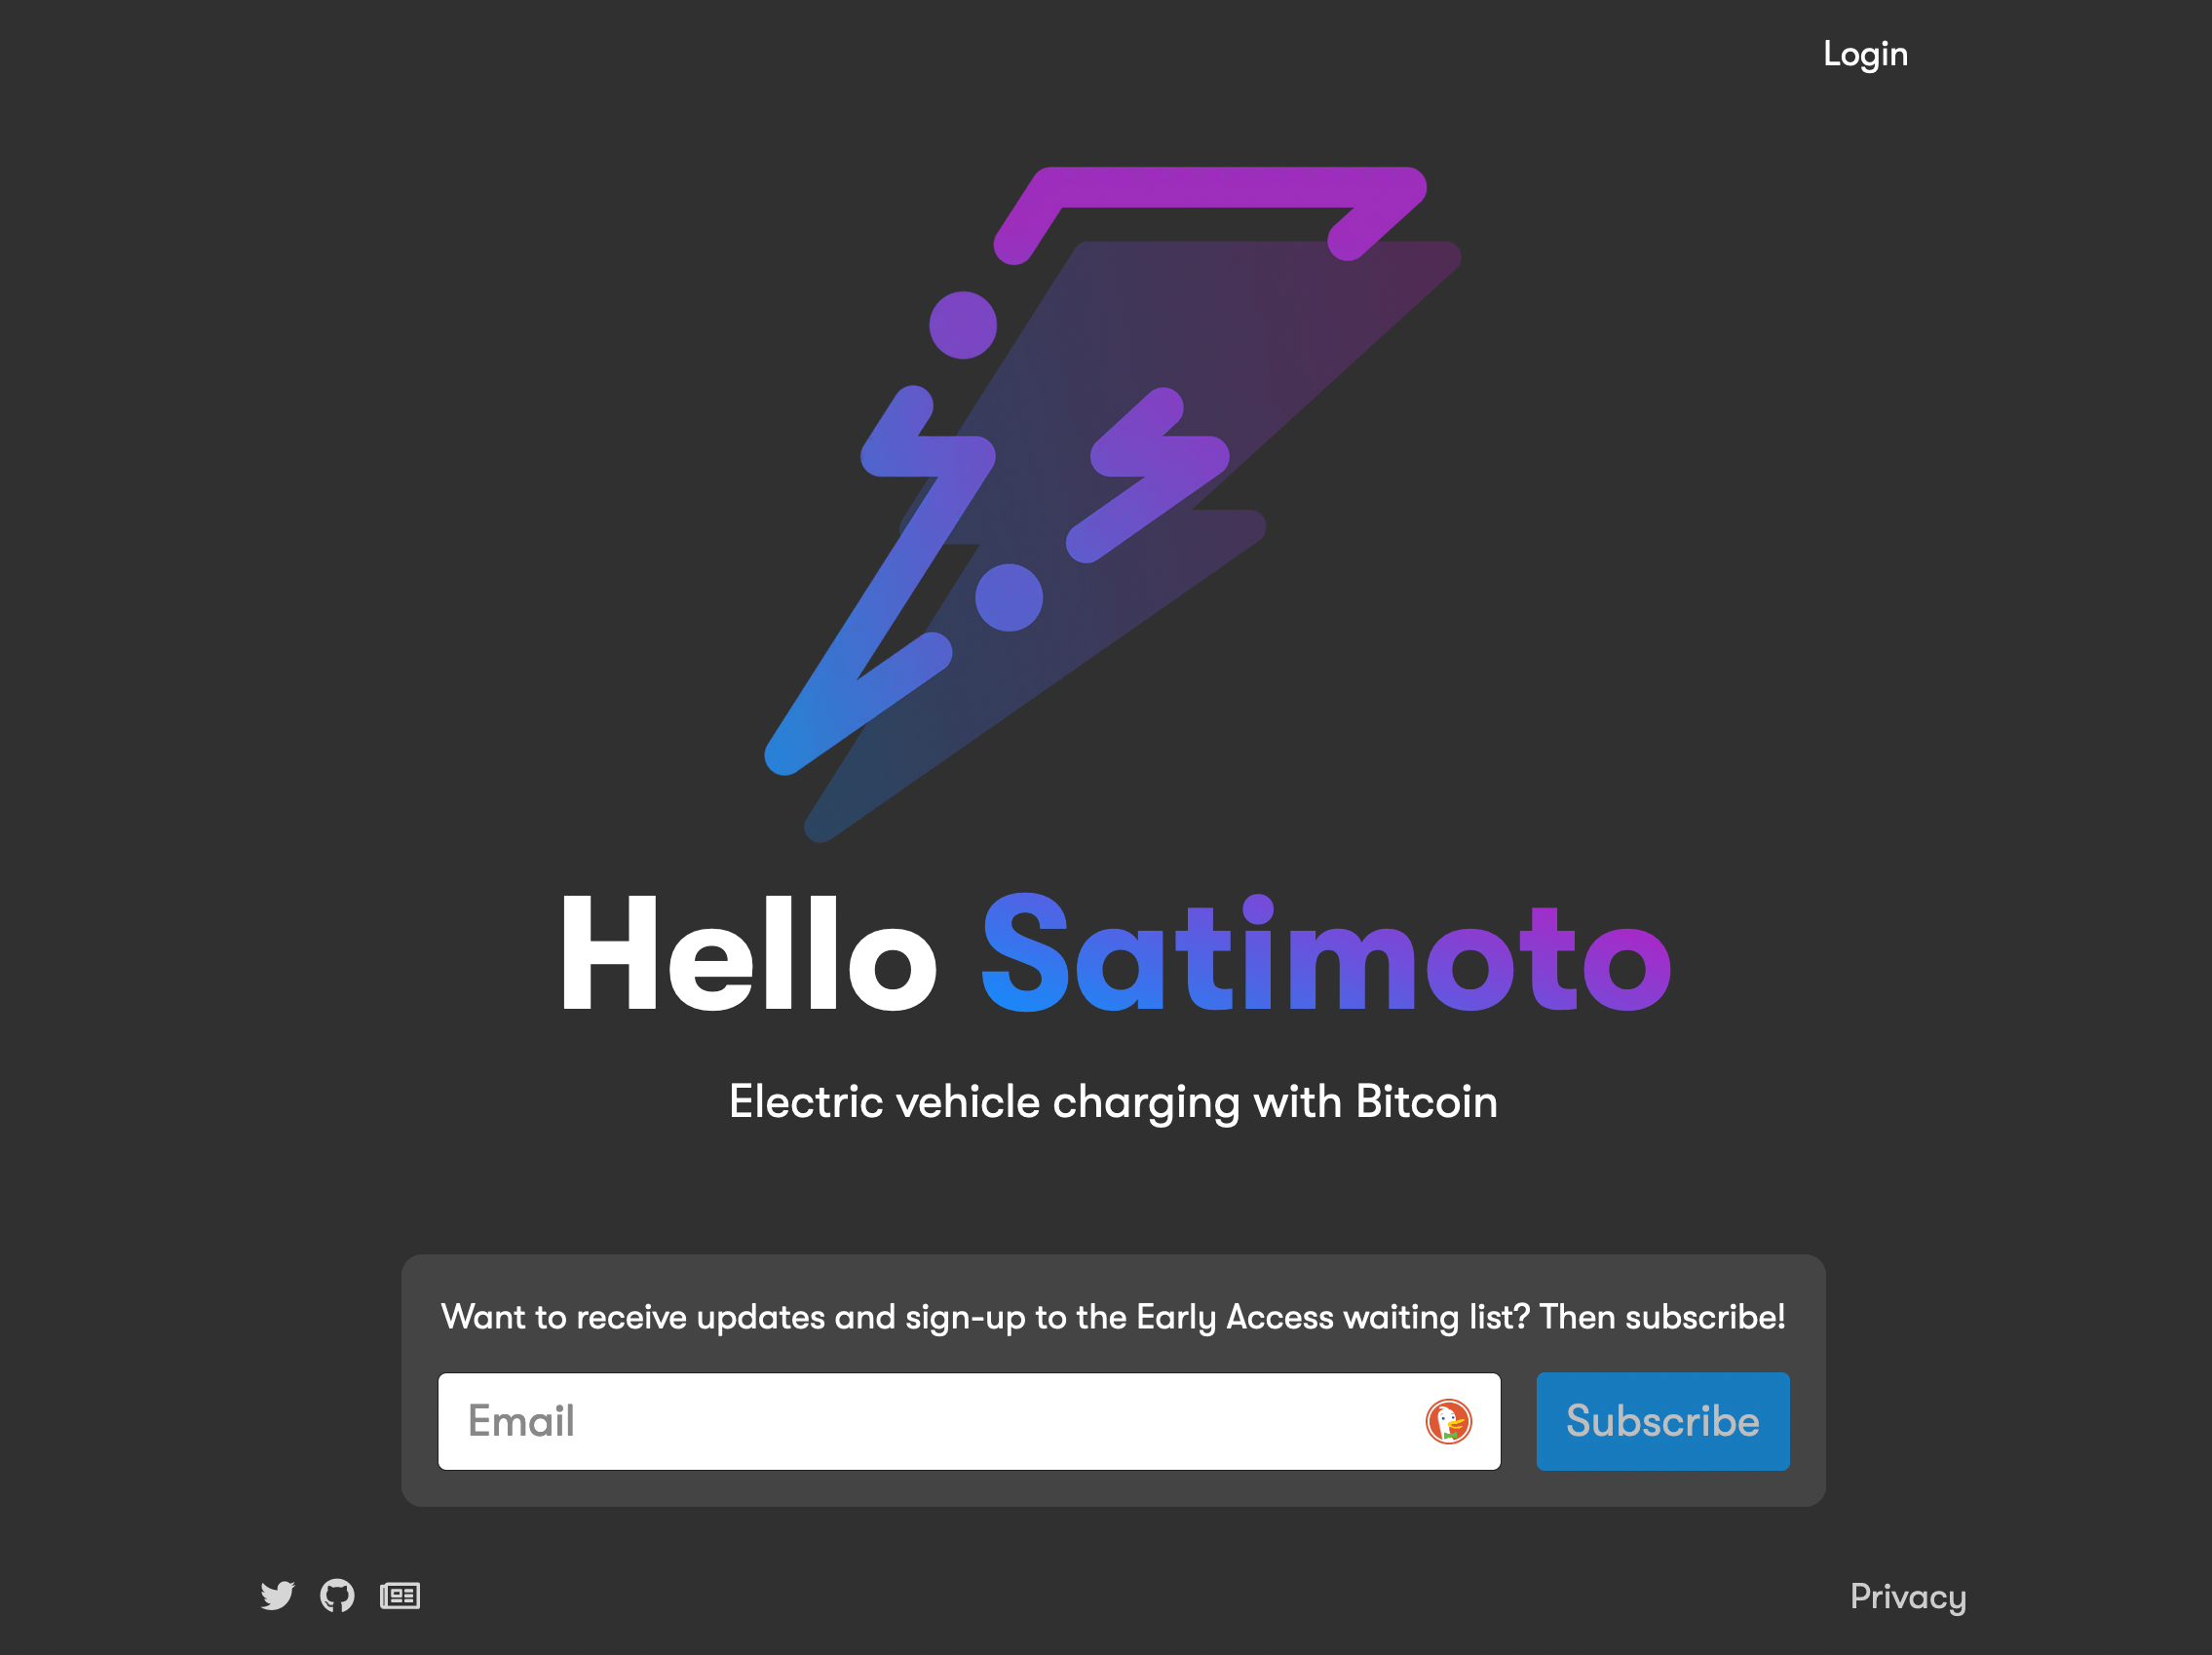 Login
Hello Satimoto
Electric vehicle charging with Bitcoin
Want to receive updates and sign-up to the Early Access waiting list? Then subscribe!
Email
Subscribe
Privacy